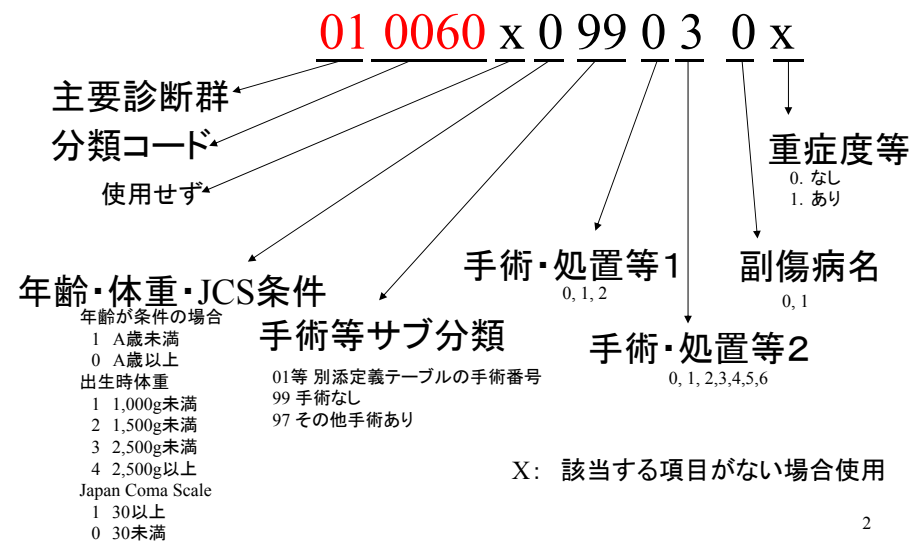 01 0060 x 0 99 0 3 0 x
主要診断群
分類コード
使用せず
年齢・体重・JCS条件
年齢が条件の場合
1 A歳未満
0 A歳以上
出生時体重
1 1,000g未満
2 1,500g未満
3 2,500g未満
4 2,500g以上
Japan Coma Scale
1 30以上
0 30未満
手術等サブ分類
01等 別添定義テーブルの手術番号
99 手術なし
97 その他手術あり
手術・処置等1
0, 1, 2
手術・処置等2
0, 1, 2,3,4,5,6
副傷病名
0, 1
重症度等
0. なし
1. あり
X: 該当する項目がない場合使用
2